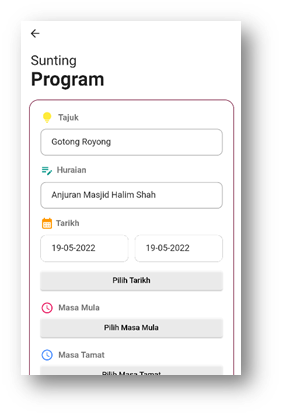 Sunting
Program
Tajuk
Gotong Royong
Huraian
Anjuran Masjid Halim Shah
Tarikh
19-05-2022 19-05-2022
Pilih Tarikh
Masa Mula
Pilih Masa Mula
Masa Tamat
Pilih Masa Tamat